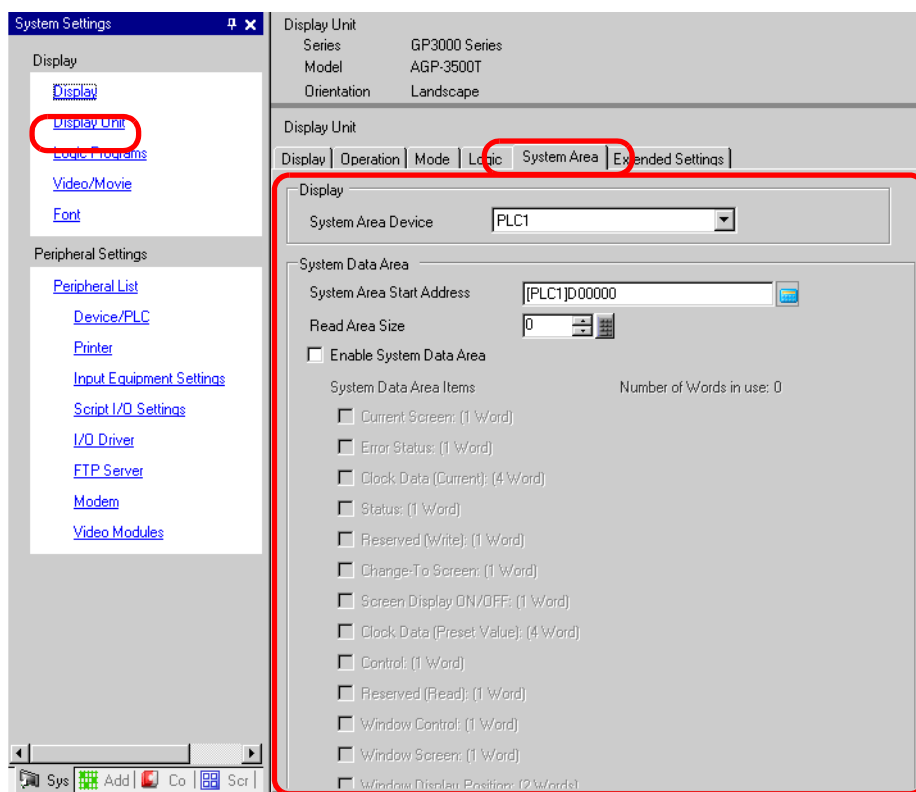 System Settings
Display
Display
Display Unit
Logic Programs
Video/Movie
Font
Peripheral Settings
Peripheral List
Device/PLC
Printer
Input Equipment Settings
Script I/O Settings
I/O Driver
FTP Server
Modem
Video Modules
Sys Add Co Scr
Display Unit
Series GP3000 Series
Model AGP-3500T
Orientation Landscape
Display Unit
Display Operation Mode Logic System Area Extended Settings
Display
System Area Device PLC1
System Data Area
System Area Start Address [PLC1]D00000
Read Area Size 0
Enable System Data Area
System Data Area Items Number of Words in use: 0
Current Screen: (1 Word)
Error Status: (1 Word)
Clock Data (Current): (4 Word)
Status: (1 Word)
Reserved (Write): (1 Word)
Change-To Screen: (1 Word)
Screen Display ON/OFF: (1 Word)
Clock Data (Preset Value): (4 Word)
Control: (1 Word)
Reserved (Read): (1 Word)
Window Control: (1 Word)
Window Screen: (1 Word)
Window Display Position: (2 Words)